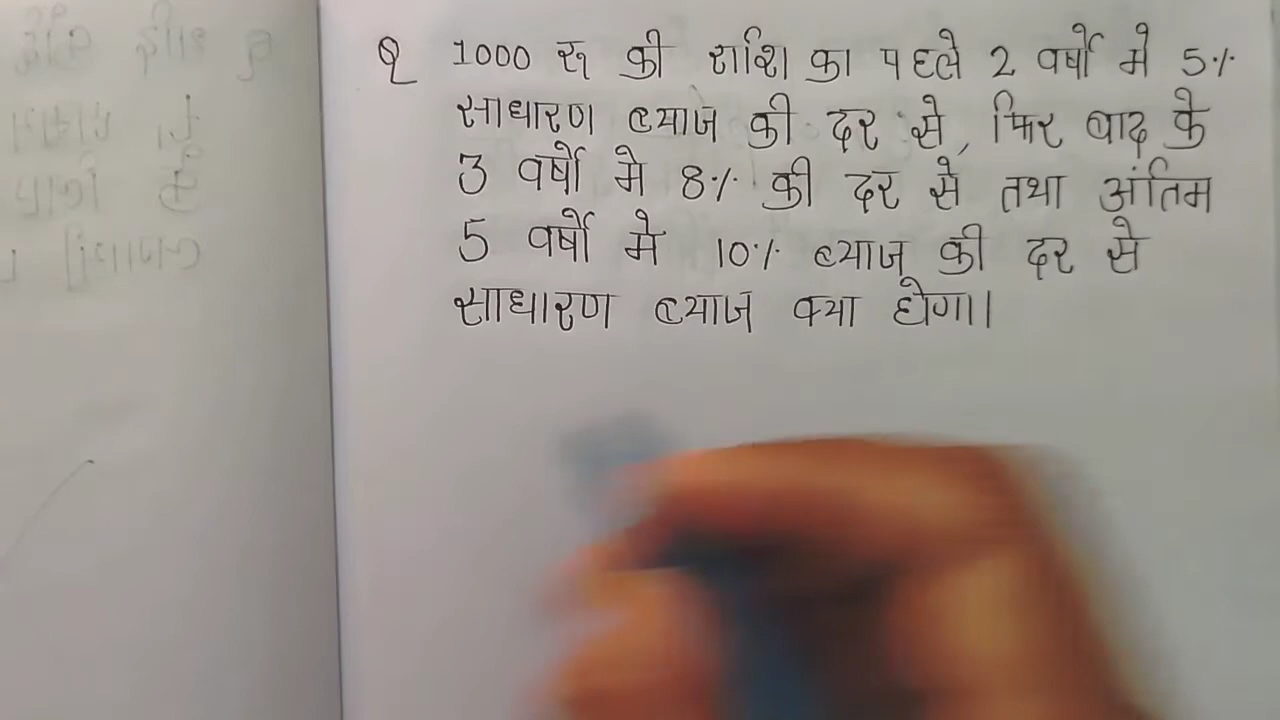 Q 1000 रु की राशि का पहले 2 वर्षो मे 5%
साधारण ब्याज की दर से, फिर बाद के
3 वर्षो मे 8% की दर से तथा अंतिम
5 वर्षो मे 10% ब्याज की दर से
साधारण ब्याज क्या होगा।